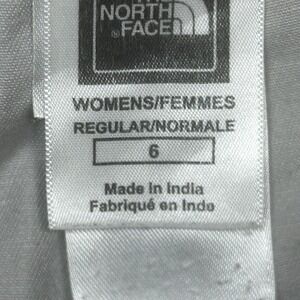 NORTH
FACE
WOMENS/FEMMES
REGULAR/NORMALE
6
Made in India
Fabriqué en Inde